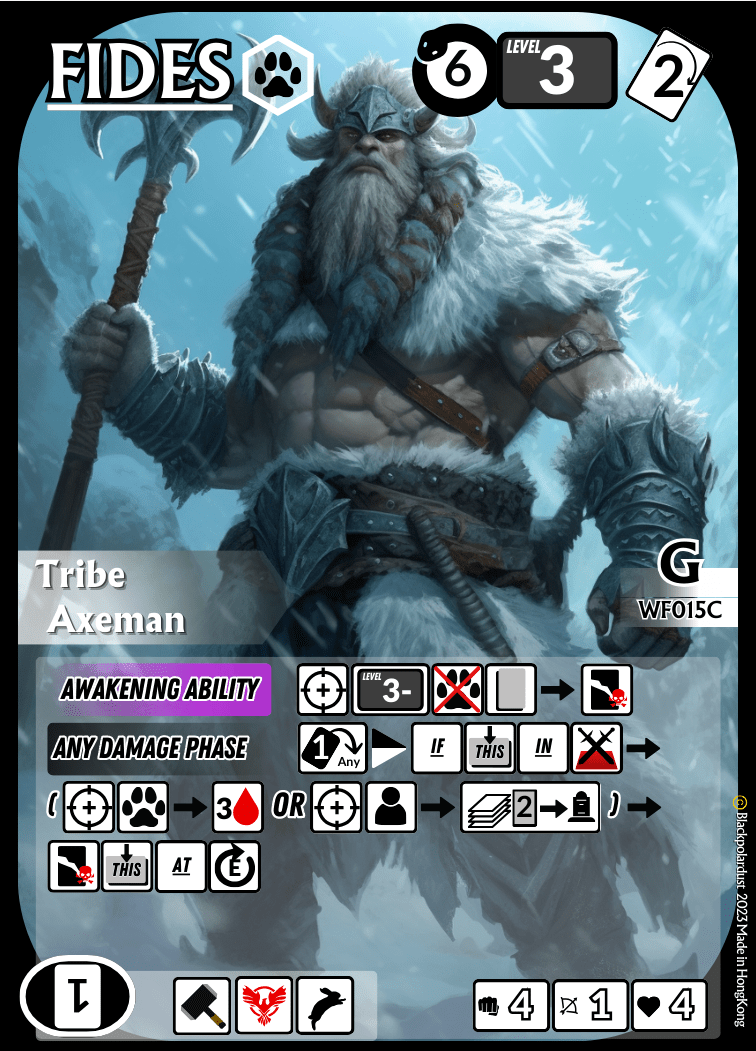 FIDES
6
LEVEL
3
2
Tribe
Axeman
G
WF015C
AWAKENING ABILITY
LEVEL
3-
ANY DAMAGE PHASE
1
Any
IF
THIS
IN
( 3 OR 2 )
THIS
AT
E
1
4
1
4
© Blackpolardust 2023 Made in HongKong